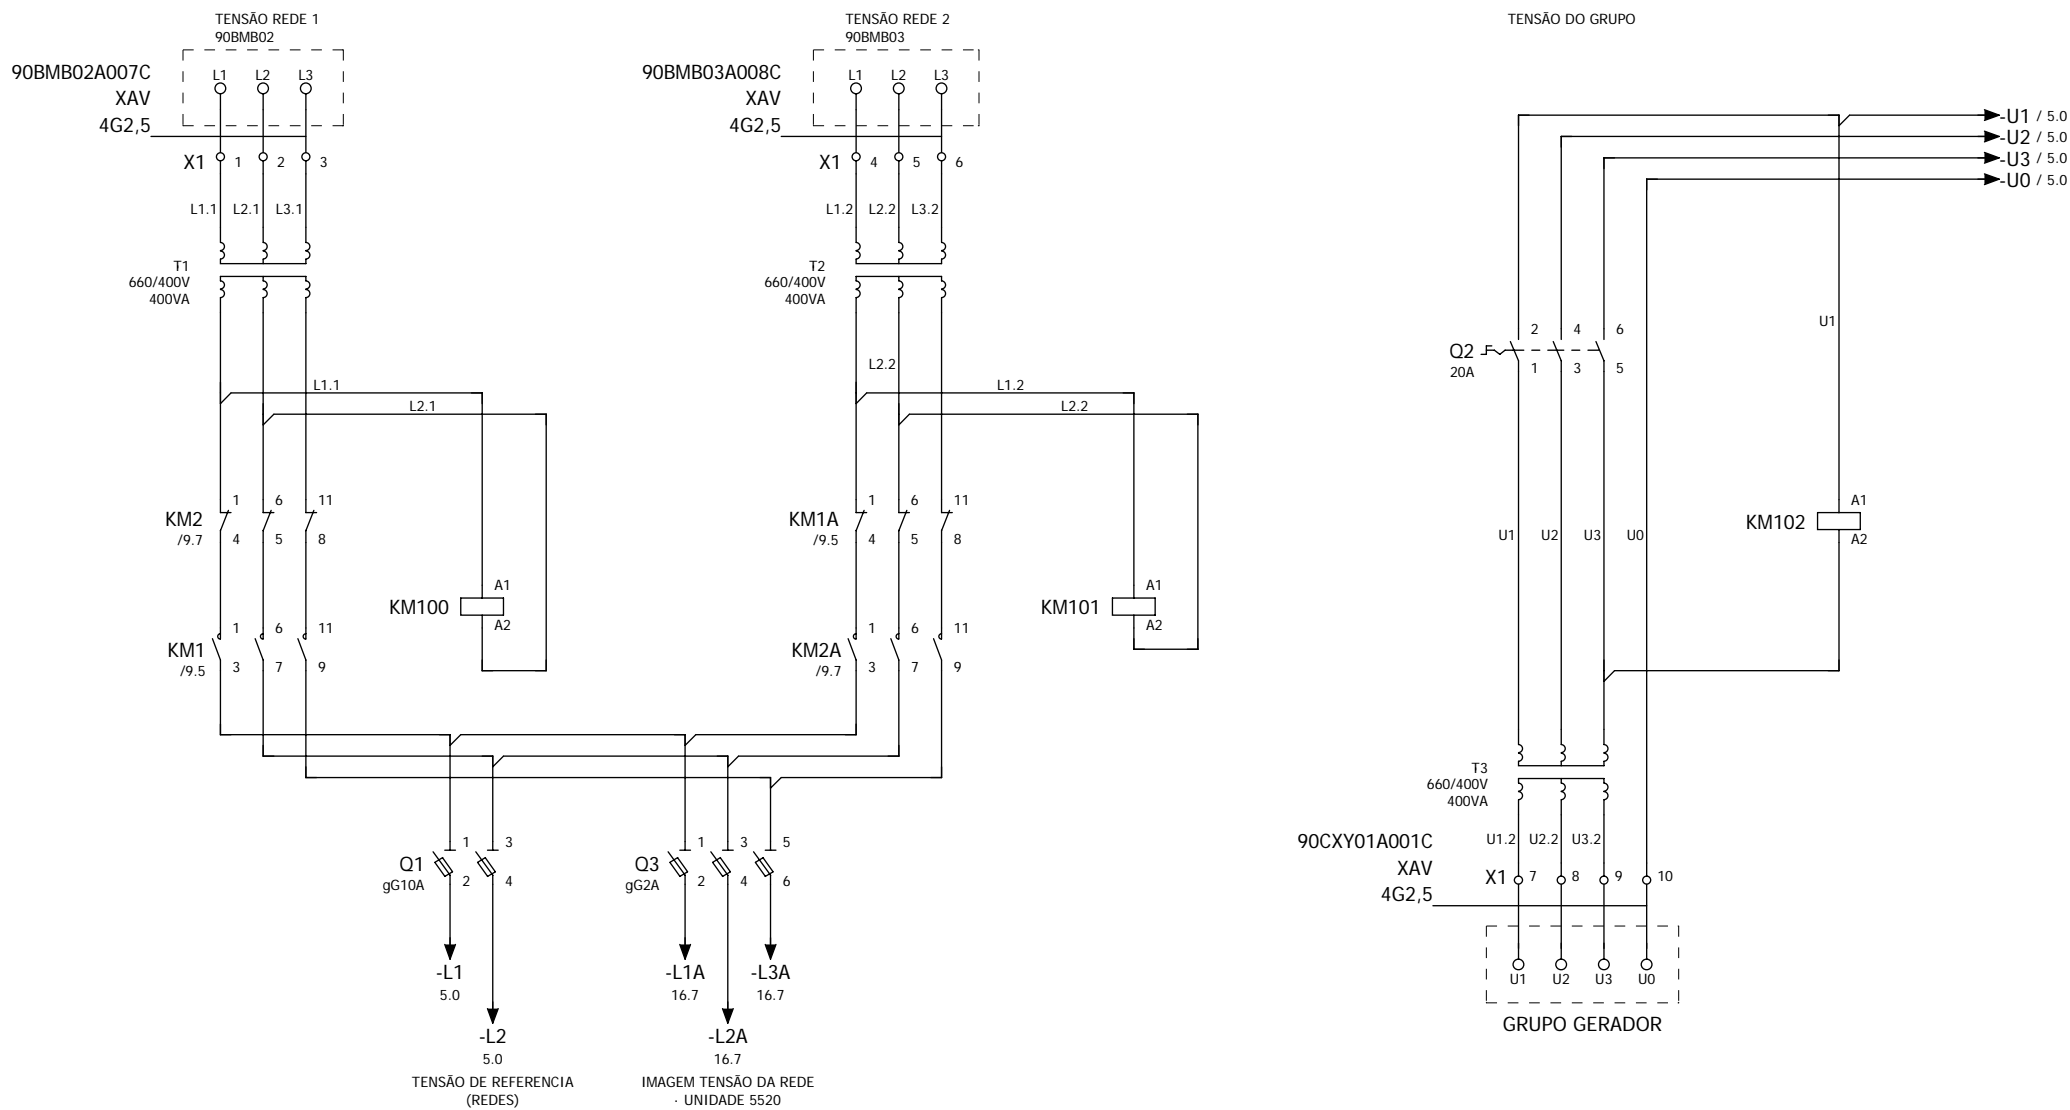 TENSÃO REDE 1
90BMB02
90BMB02A007C
XAV
4G2,5
L1 L2 L3
X1 1 2 3
L1.1 L2.1 L3.1
T1
660/400V
400VA
L1.1
L2.1
KM2
/9.7
1 6 11
4 5 8
KM100
A1
A2
KM1
/9.5
1 6 11
3 7 9
TENSÃO REDE 2
90BMB03
90BMB03A008C
XAV
4G2,5
L1 L2 L3
X1 4 5 6
L1.2 L2.2 L3.2
T2
660/400V
400VA
L2.2
L1.2
L2.2
KM1A
/9.5
1 6 11
4 5 8
KM101
A1
A2
KM2A
/9.7
1 6 11
3 7 9
Q1
gG10A
1 3
2 4
-L1
5.0
-L2
5.0
TENSÃO DE REFERENCIA
(REDES)
Q3
gG2A
1 3 5
2 4 6
-L1A
16.7
-L3A
16.7
-L2A
16.7
IMAGEM TENSÃO DA REDE
- UNIDADE 5520
TENSÃO DO GRUPO
-U1 / 5.0
-U2 / 5.0
-U3 / 5.0
-U0 / 5.0
U1
Q2
20A
2 4 6
1 3 5
KM102
A1
A2
U1 U2 U3 U0
T3
660/400V
400VA
90CXY01A001C
XAV
4G2,5
U1.2 U2.2 U3.2
X1 7 8 9 10
U1 U2 U3 U0
GRUPO GERADOR